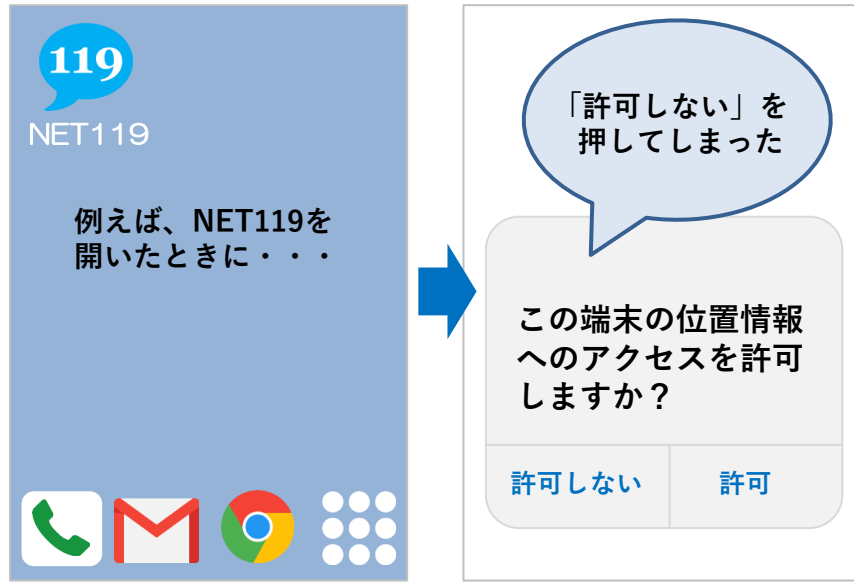 119
NET119
例えば、NET119を
開いたときに・・・
「許可しない」を
押してしまった
この端末の位置情報
へのアクセスを許可
しますか？
許可しない
許可